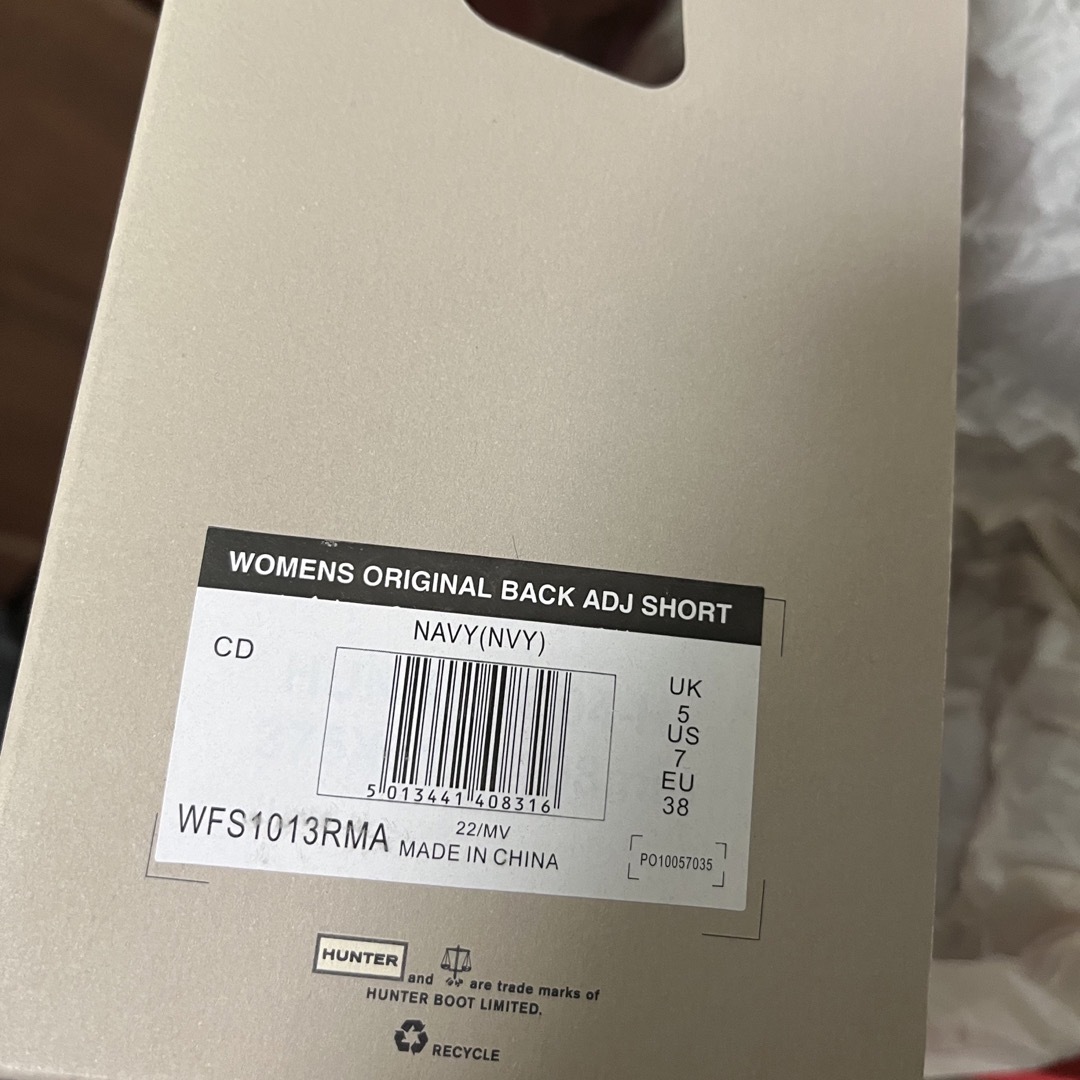 WOMENS ORIGINAL BACK ADJ SHORT
NAVY(NVY)
CD
5 013441 408316
UK
5
US
7
EU
38
WFS1013RMA
22/MV
MADE IN CHINA
PO10057035
HUNTER and are trade marks of
HUNTER BOOT LIMITED.
RECYCLE